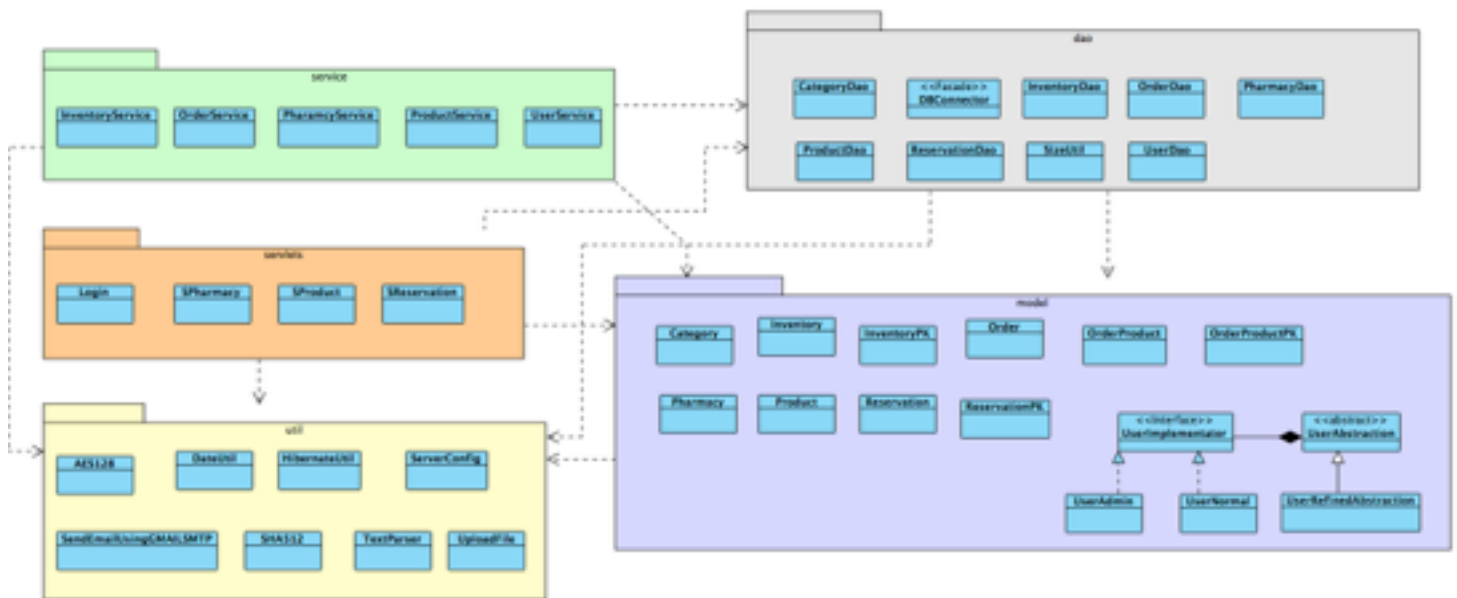 service
InventoryService OrderService PharamcyService ProductService UserService
dao
CategoryDao <<Facade>> DBConnector InventoryDao OrderDao PharmacyDao
ProductDao ReservationDao SizeUtil UserDao
servlets
Login SPharmacy SProduct SReservation
model
Category Inventory InventoryPK Order OrderProduct OrderProductPK
Pharmacy Product Reservation ReservationPK
<<interface>> <<abstract>>
UserImplementator UserAbstraction
UserAdmin UserNormal UserRefinedAbstraction
util
AES128 DateUtil HibernateUtil ServerConfig
SendEmailUsingGMAILSMTP SHA512 TextParser UploadFile